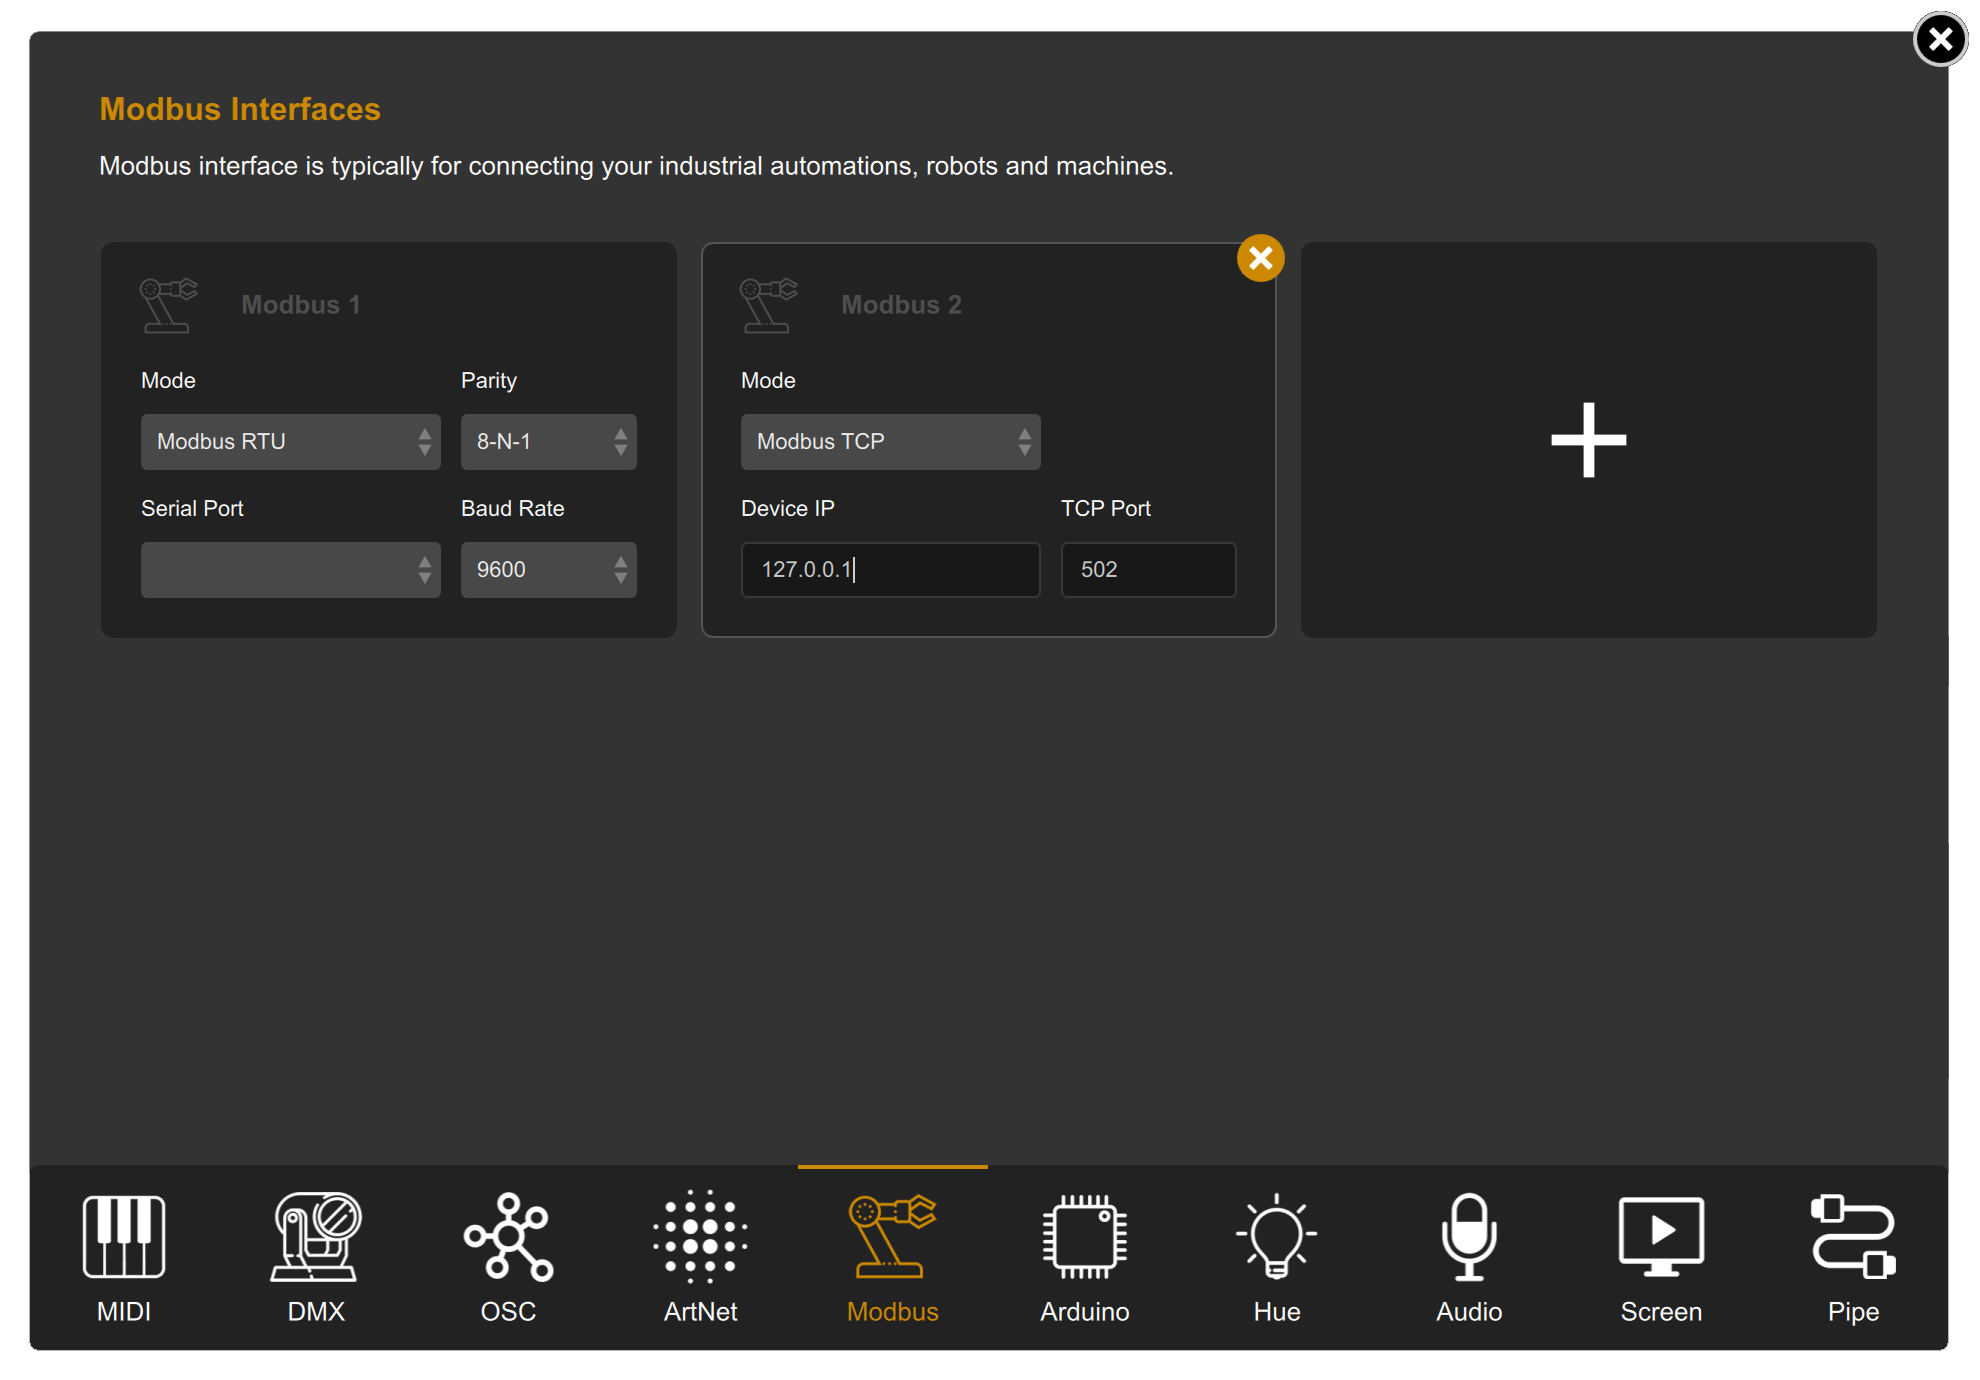 Modbus Interfaces
Modbus interface is typically for connecting your industrial automations, robots and machines.
Modbus 1
Mode Parity
Modbus RTU 8-N-1
Serial Port Baud Rate
9600
Modbus 2
Mode
Modbus TCP
Device IP TCP Port
127.0.0.1 502
MIDI DMX OSC ArtNet Modbus Arduino Hue Audio Screen Pipe